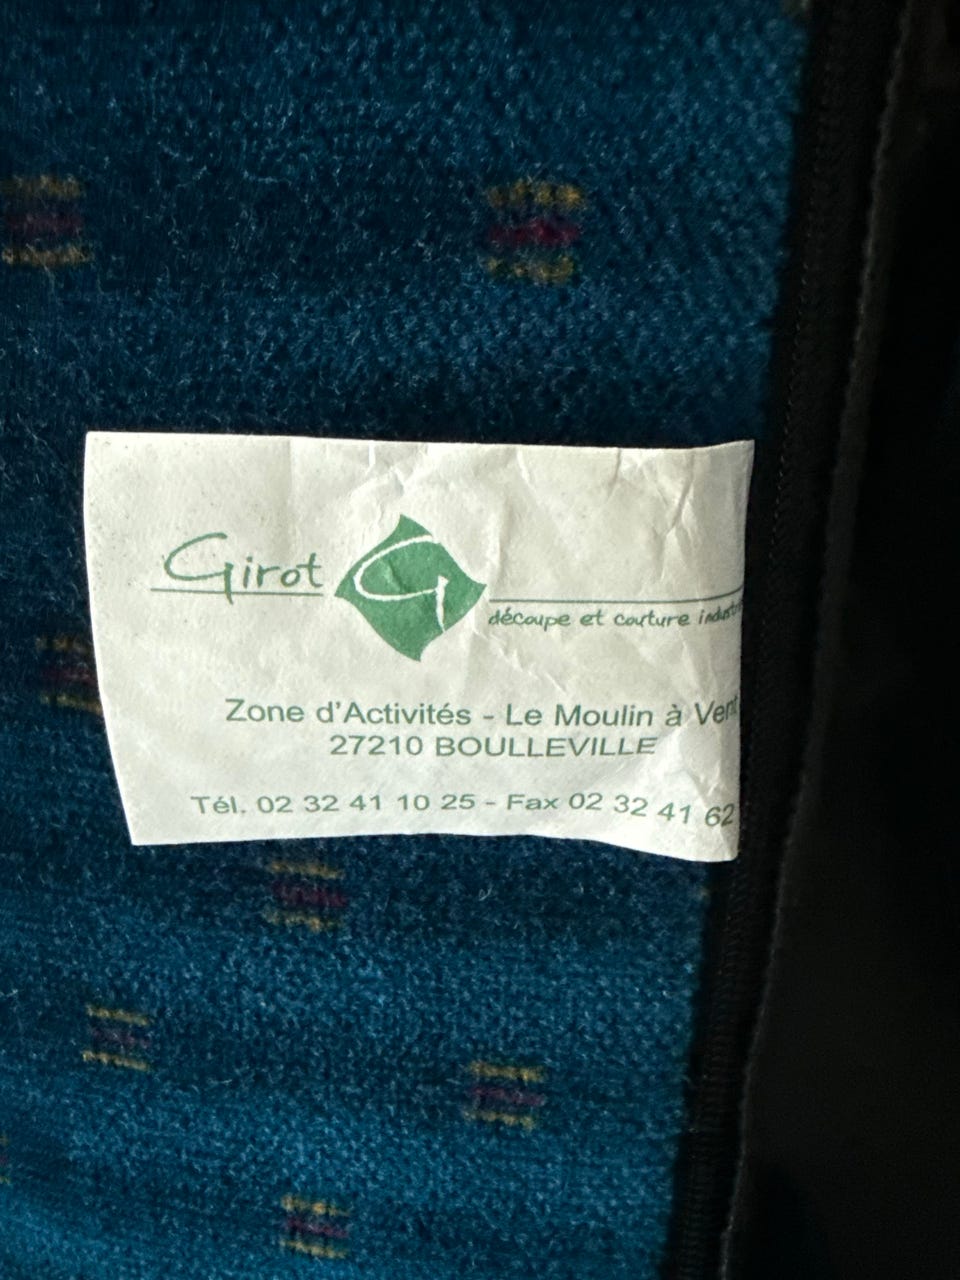 Girot G
découpe et couture
Zone d'Activités - Le Moulin à Vent
27210 BOULLEVILLE
Tél. 02 32 41 10 25 - Fax 02 32 41 62